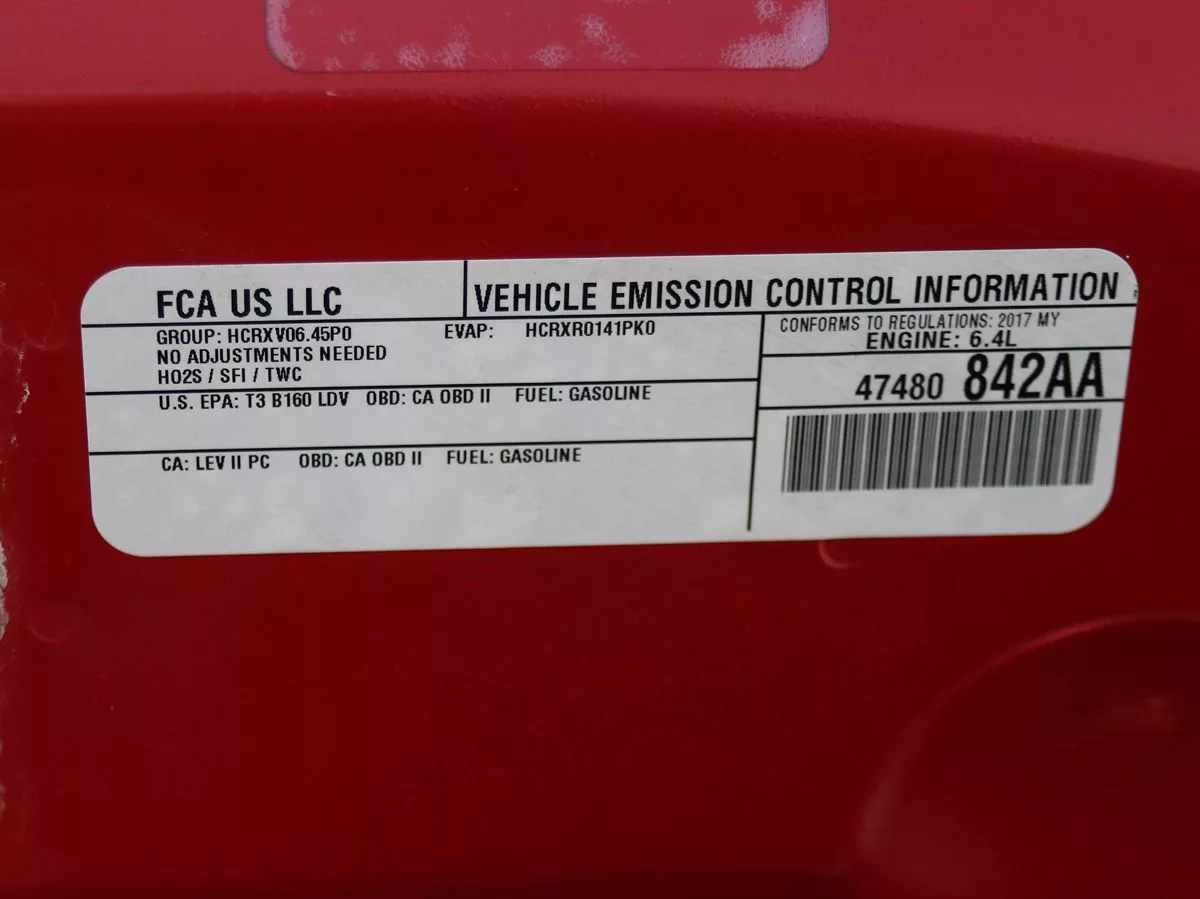 FCA US LLC
VEHICLE EMISSION CONTROL INFORMATION
GROUP: HCRXV06.45P0 EVAP: HCRXR0141PK0
NO ADJUSTMENTS NEEDED
HO2S / SFI / TWC
CONFORMS TO REGULATIONS: 2017 MY
ENGINE: 6.4L
47480 842AA
U.S. EPA: T3 B160 LDV OBD: CA OBD II FUEL: GASOLINE
CA: LEV II PC OBD: CA OBD II FUEL: GASOLINE